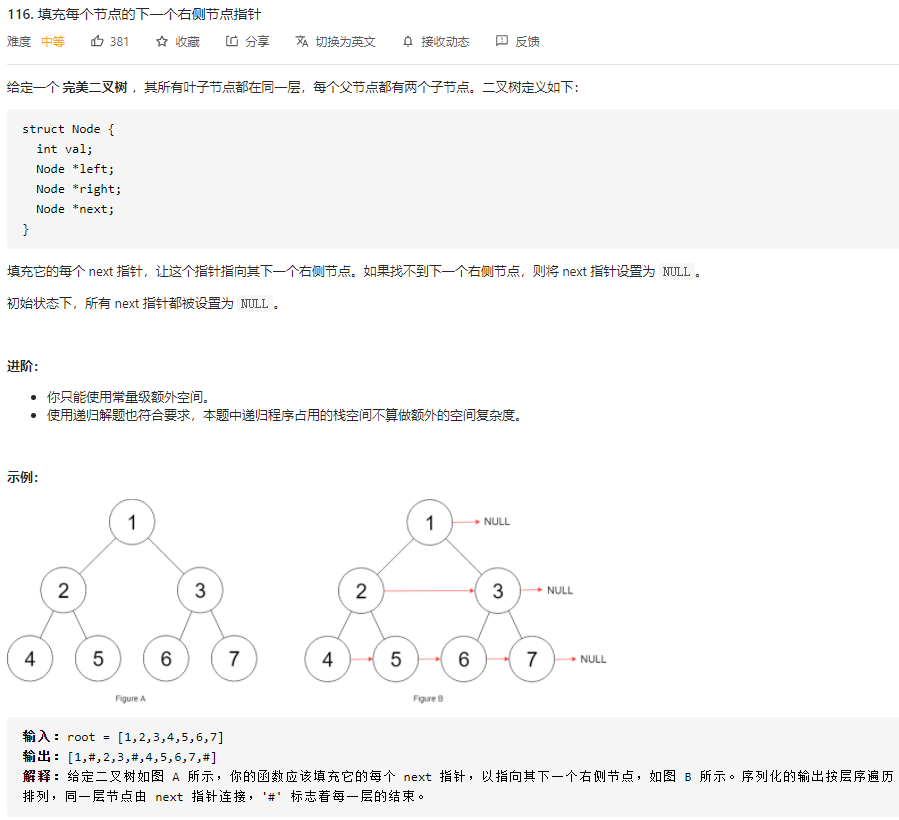 116. 填充每个节点的下一个右侧节点指针
难度 中等 381 收藏 分享 切换为英文 接收动态 反馈
给定一个 完美二叉树 ，其所有叶子节点都在同一层，每个父节点都有两个子节点。二叉树定义如下：
struct Node {
  int val;
  Node *left;
  Node *right;
  Node *next;
}
填充它的每个 next 指针，让这个指针指向其下一个右侧节点。如果找不到下一个右侧节点，则将 next 指针设置为 NULL 。
初始状态下，所有 next 指针都被设置为 NULL 。
进阶：
• 你只能使用常量级额外空间。
• 使用递归解题也符合要求，本题中递归程序占用的栈空间不算做额外的空间复杂度。
示例：
1
2 3
4 5 6 7
Figure A
1 NULL
2 3 NULL
4 5 6 7 NULL
Figure B
输入：root = [1,2,3,4,5,6,7]
输出：[1,#,2,3,#,4,5,6,7,#]
解释：给定二叉树如图 A 所示，你的函数应该填充它的每个 next 指针，以指向其下一个右侧节点，如图 B 所示。序列化的输出按层序遍历
排列，同一层节点由 next 指针连接，'#' 标志着每一层的结束。